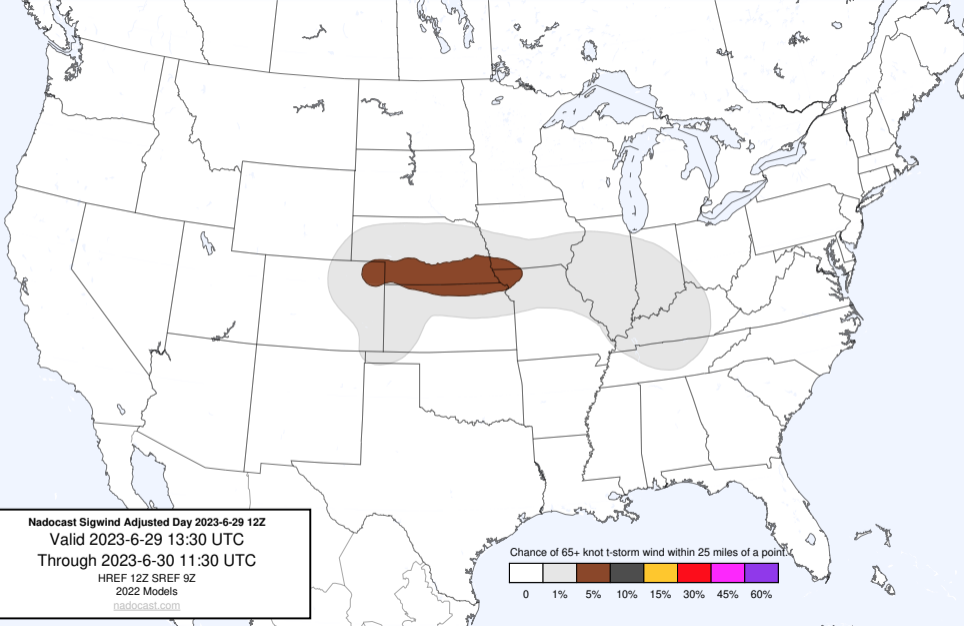 Nadocast Sigwind Adjusted Day 2023-6-29 12Z
Valid 2023-6-29 13:30 UTC
Through 2023-6-30 11:30 UTC
HREF 12Z SREF 9Z
2022 Models
nadocast.com
Chance of 65+ knot t-storm wind within 25 miles of a point.
0 1% 5% 10% 15% 30% 45% 60%